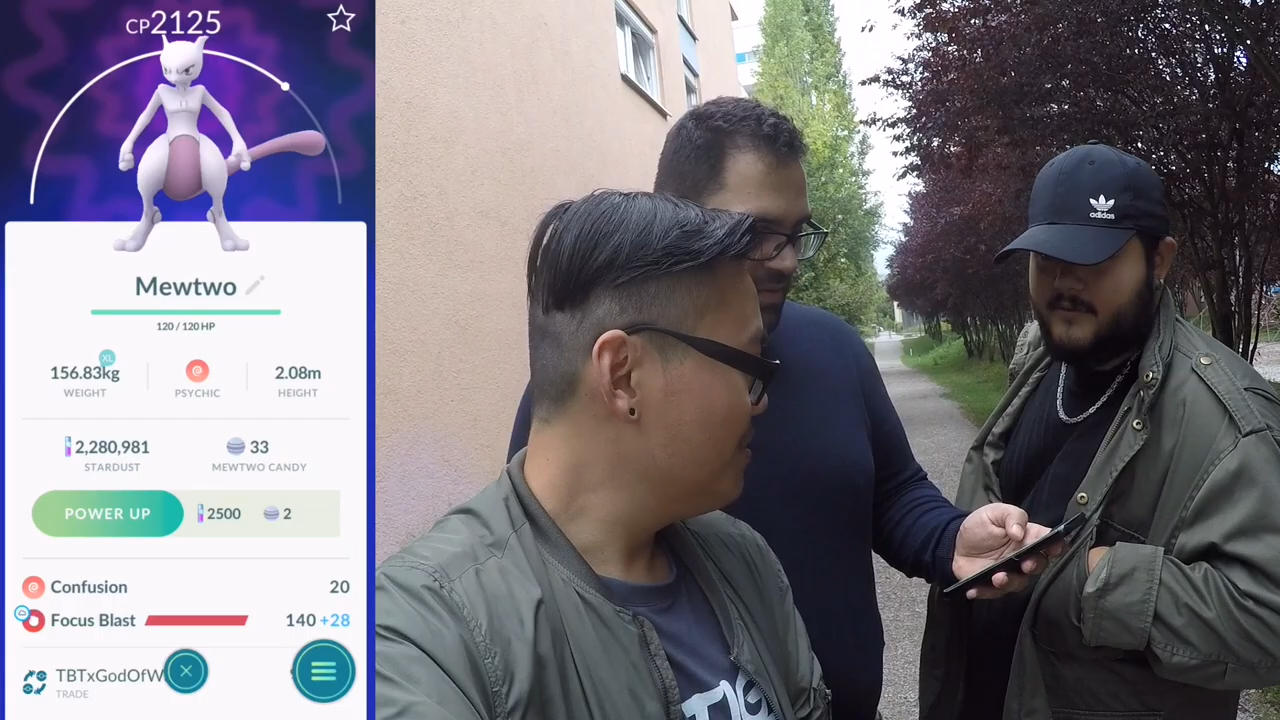 CP2125
Mewtwo
120 / 120 HP
XL
156.83kg
WEIGHT
PSYCHIC
2.08m
HEIGHT
2,280,981
STARDUST
33
MEWTWO CANDY
POWER UP
2500
2
Confusion 20
Focus Blast 140 +28
TBTxGodOfW
TRADE
adidas